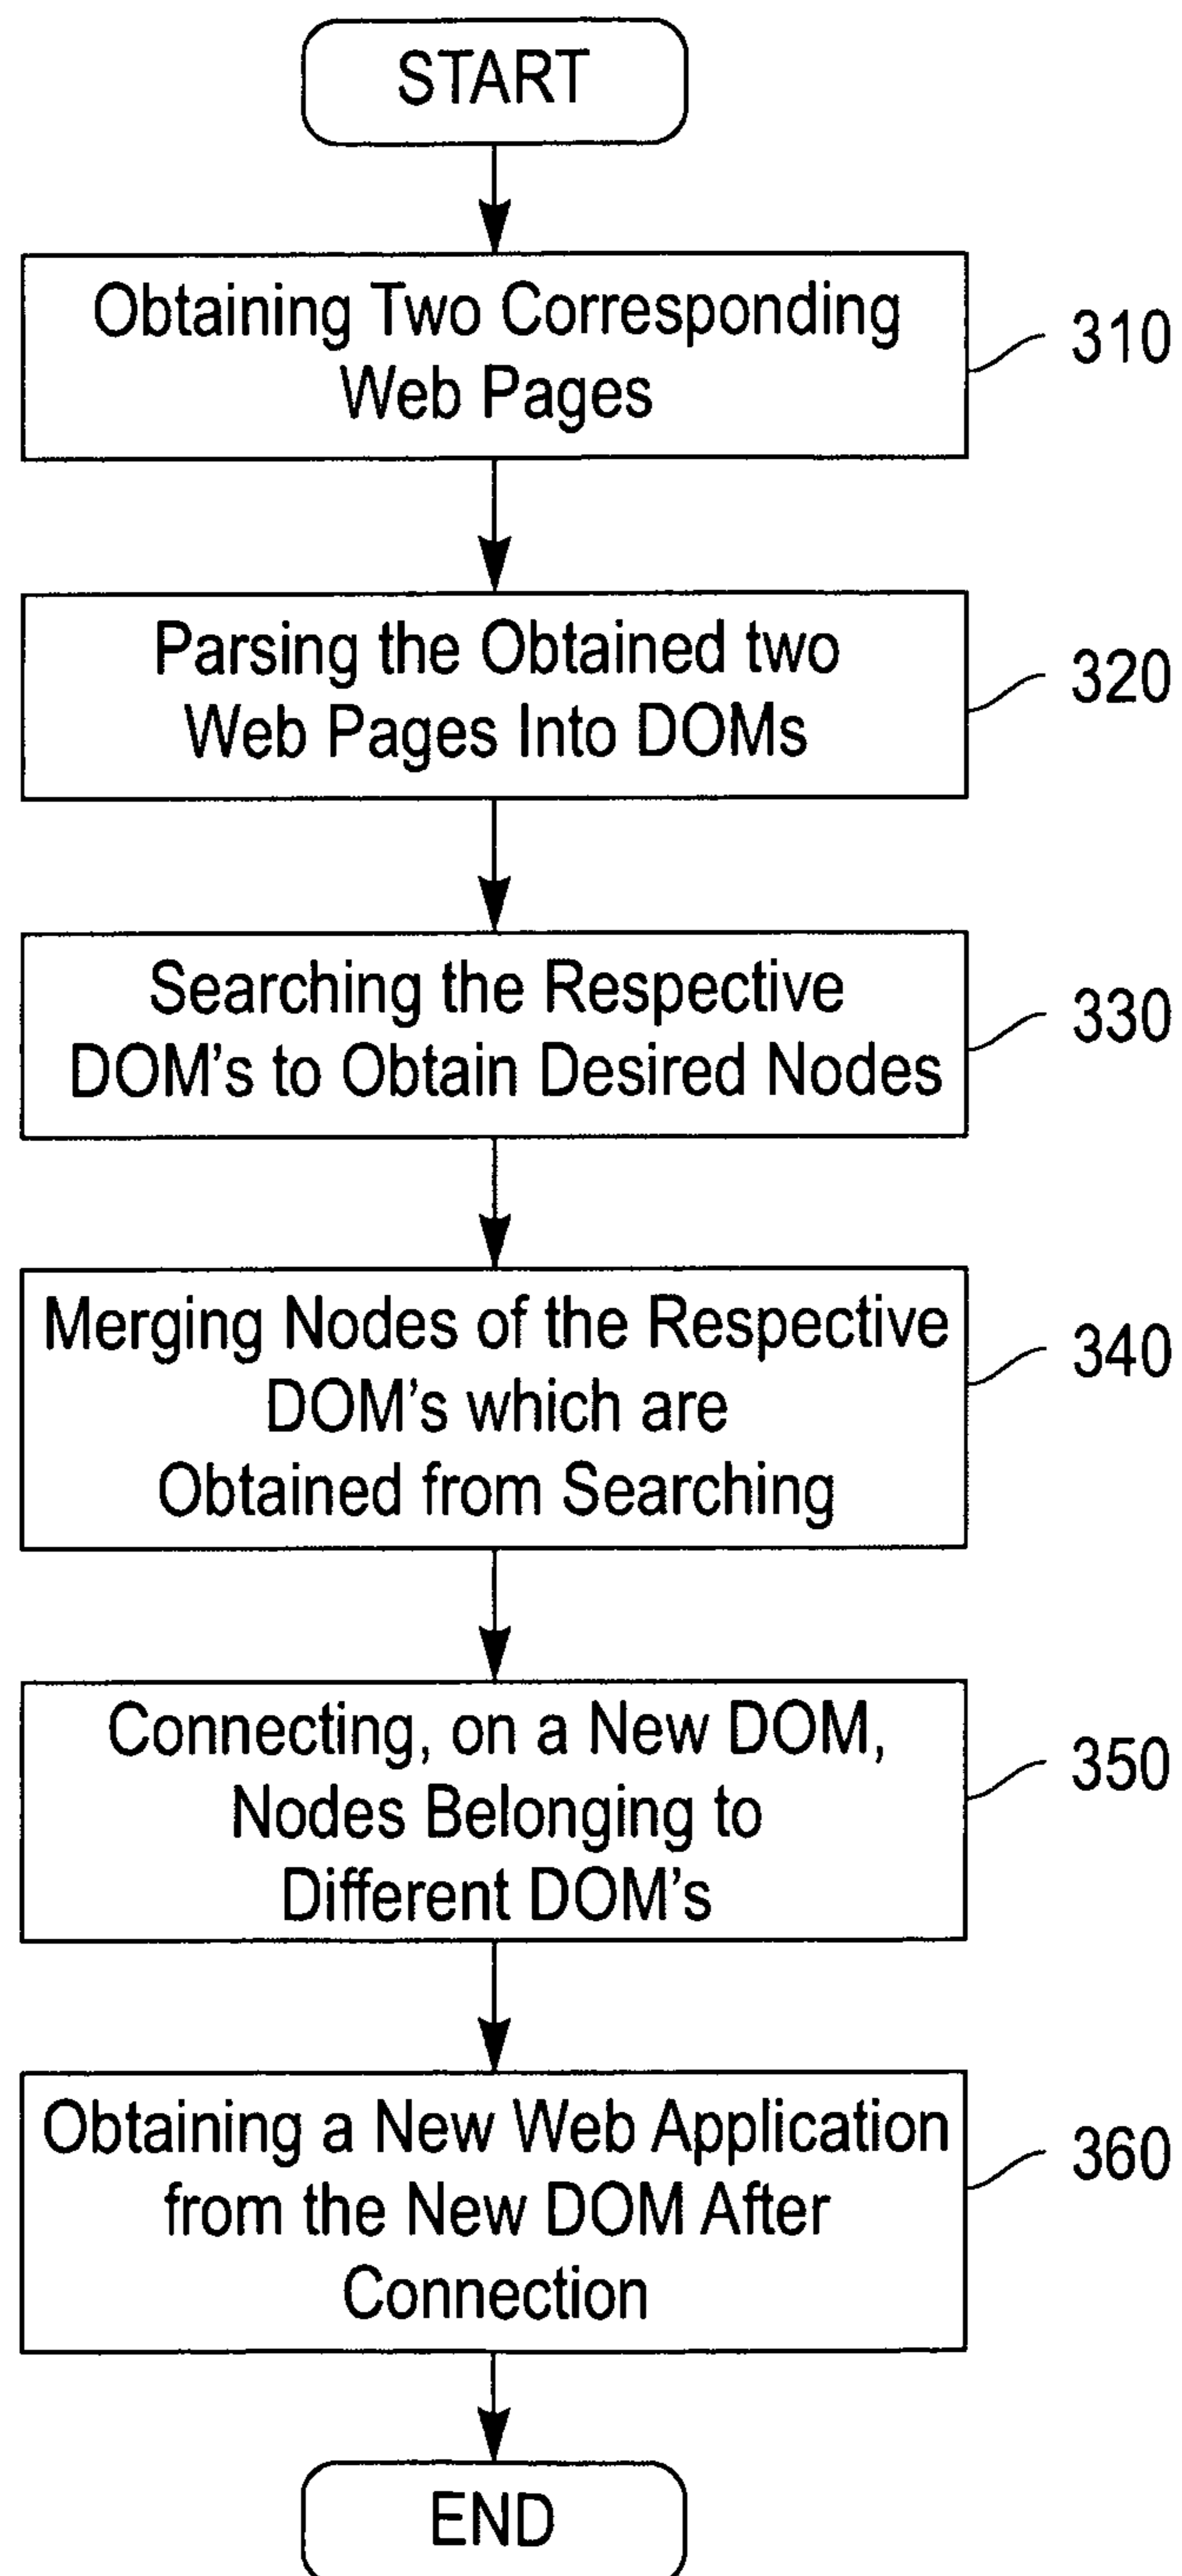 START
Obtaining Two Corresponding
Web Pages
310
Parsing the Obtained two
Web Pages Into DOMs
320
Searching the Respective
DOM's to Obtain Desired Nodes
330
Merging Nodes of the Respective
DOM's which are
Obtained from Searching
340
Connecting, on a New DOM,
Nodes Belonging to
Different DOM's
350
Obtaining a New Web Application
from the New DOM After
Connection
360
END